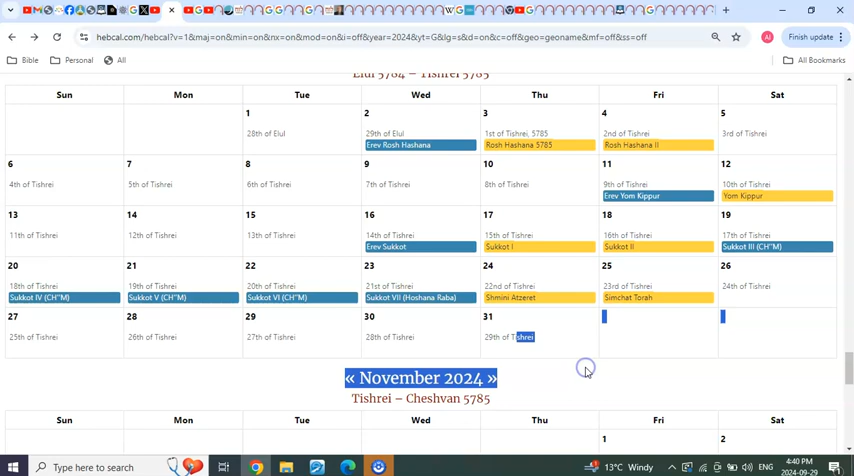 hebcal.com/hebcal?v=1&maj=on&min=on&nx=on&mod=on&i=off&year=2024&yt=G&lg=s&d=on&c=off&geo=geoname&mf=off&ss=off
AI
Finish update
Bible
Personal
All
All Bookmarks
Elul 5784 – Tishrei 5785
Sun Mon Tue Wed Thu Fri Sat
1 2 3 4 5
28th of Elul 29th of Elul 1st of Tishrei, 5785 2nd of Tishrei 3rd of Tishrei
Erev Rosh Hashana Rosh Hashana 5785 Rosh Hashana II
6 7 8 9 10 11 12
4th of Tishrei 5th of Tishrei 6th of Tishrei 7th of Tishrei 8th of Tishrei 9th of Tishrei 10th of Tishrei
Erev Yom Kippur Yom Kippur
13 14 15 16 17 18 19
11th of Tishrei 12th of Tishrei 13th of Tishrei 14th of Tishrei 15th of Tishrei 16th of Tishrei 17th of Tishrei
Erev Sukkot Sukkot I Sukkot II Sukkot III (CH''M)
20 21 22 23 24 25 26
18th of Tishrei 19th of Tishrei 20th of Tishrei 21st of Tishrei 22nd of Tishrei 23rd of Tishrei 24th of Tishrei
Sukkot IV (CH''M) Sukkot V (CH''M) Sukkot VI (CH''M) Sukkot VII (Hoshana Raba) Shmini Atzeret Simchat Torah
27 28 29 30 31
25th of Tishrei 26th of Tishrei 27th of Tishrei 28th of Tishrei 29th of Tishrei
« November 2024 »
Tishrei – Cheshvan 5785
Sun Mon Tue Wed Thu Fri Sat
1 2
Type here to search
13°C Windy
ENG
4:40 PM
2024-09-29